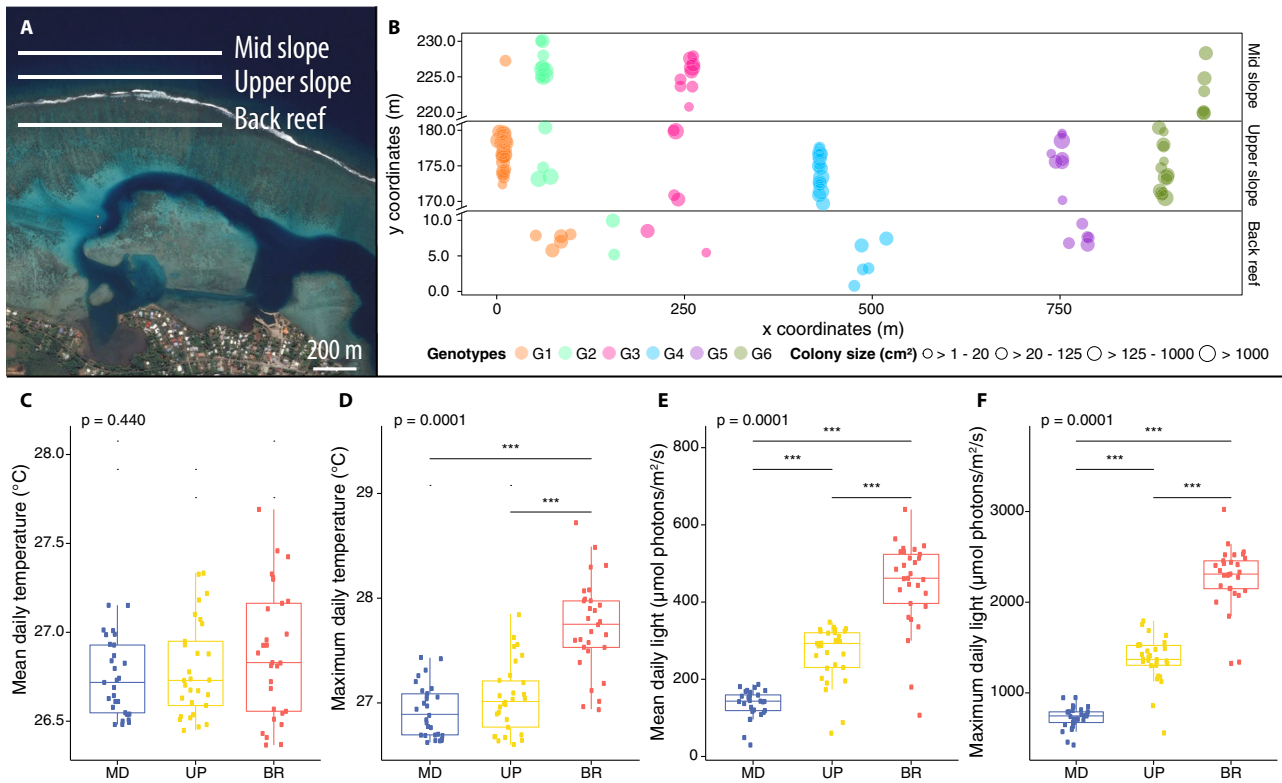 A
Mid slope
Upper slope
Back reef
200 m
B
y coordinates (m)
230.0
225.0
220.0
180.0
175.0
170.0
10.0
5.0
0.0
Mid slope
Upper slope
Back reef
0 250 500 750
x coordinates (m)
Genotypes G1 G2 G3 G4 G5 G6 Colony size (cm²) > 1 - 20 > 20 - 125 > 125 - 1000 > 1000
C
p = 0.440
Mean daily temperature (°C)
28.0
27.5
27.0
26.5
MD UP BR
D
p = 0.0001
***
***
Maximum daily temperature (°C)
29
28
27
MD UP BR
E
p = 0.0001
***
***
***
Mean daily light (μmol photons/m²/s)
800
600
400
200
0
MD UP BR
F
p = 0.0001
***
***
***
Maximum daily light (μmol photons/m²/s)
3000
2000
1000
MD UP BR